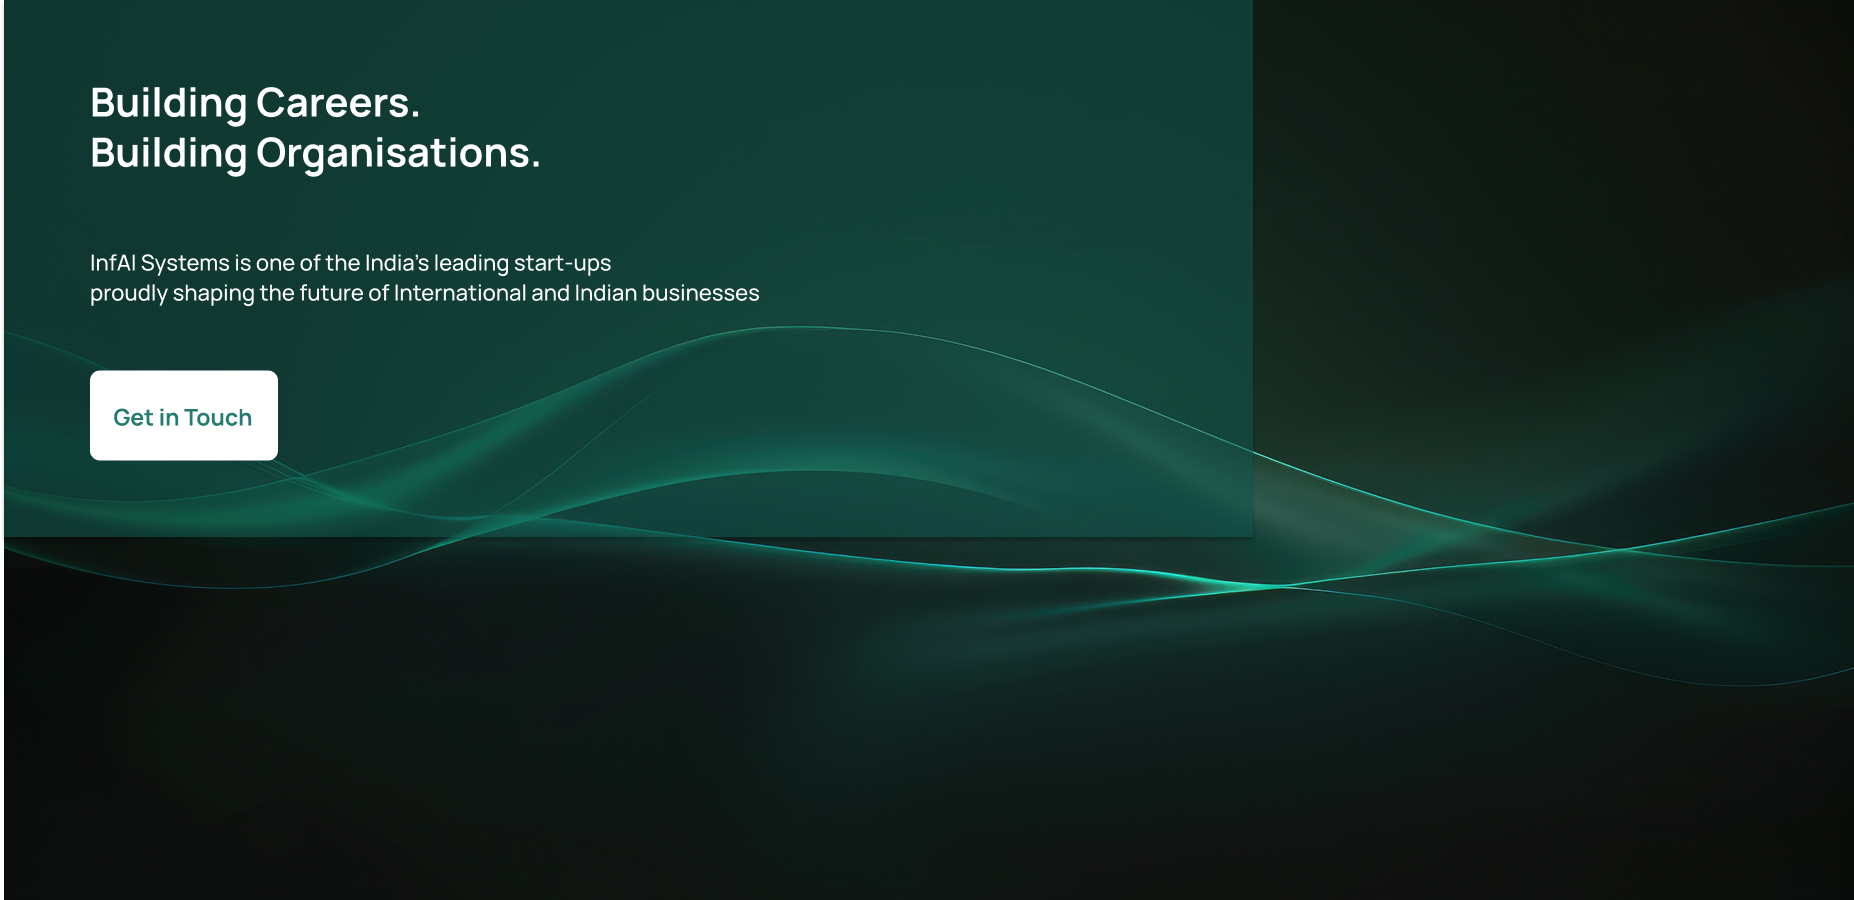 Building Careers.
Building Organisations.
InfAI Systems is one of the India's leading start-ups
proudly shaping the future of International and Indian businesses
Get in Touch